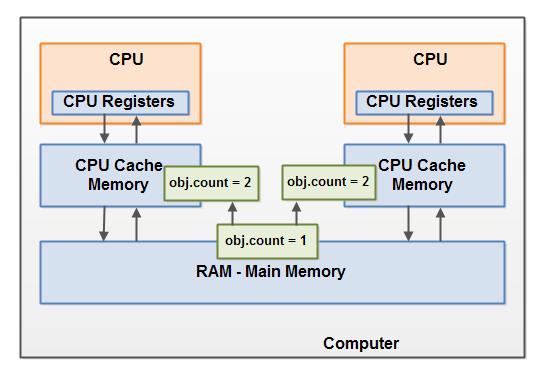 CPU
CPU
CPU Registers
CPU Registers
CPU Cache
Memory
CPU Cache
Memory
obj.count = 2
obj.count = 2
obj.count = 1
RAM - Main Memory
Computer